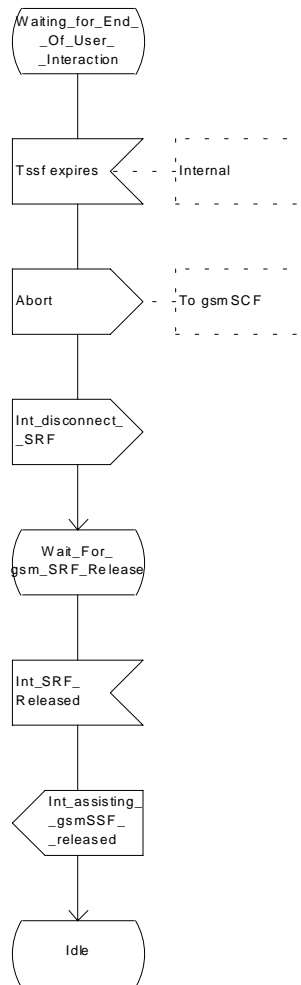 Waiting_for_End_
_Of_User_
_Interaction
Tssf expires
Internal
Abort
To gsmSCF
Int_disconnect_
_SRF
Wait_For_
gsm_SRF_Release
Int_SRF_
Released
Int_assisting_
_gsmSSF_
_released
Idle